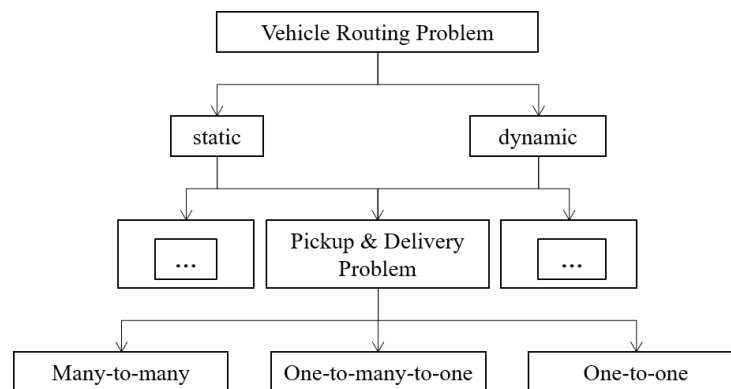 Vehicle Routing Problem
static
dynamic
...
Pickup & Delivery
Problem
...
Many-to-many
One-to-many-to-one
One-to-one